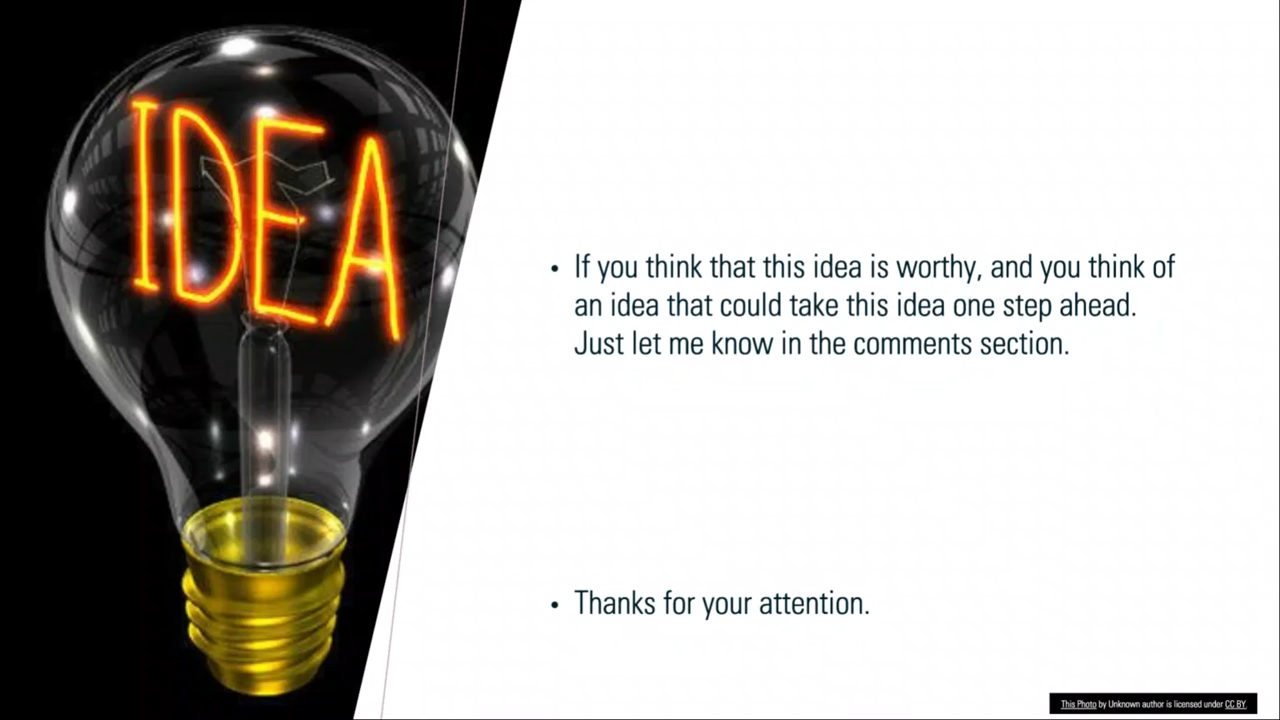 IDEA
• If you think that this idea is worthy, and you think of
an idea that could take this idea one step ahead.
Just let me know in the comments section.
• Thanks for your attention.
This Photo by Unknown author is licensed under CC BY.